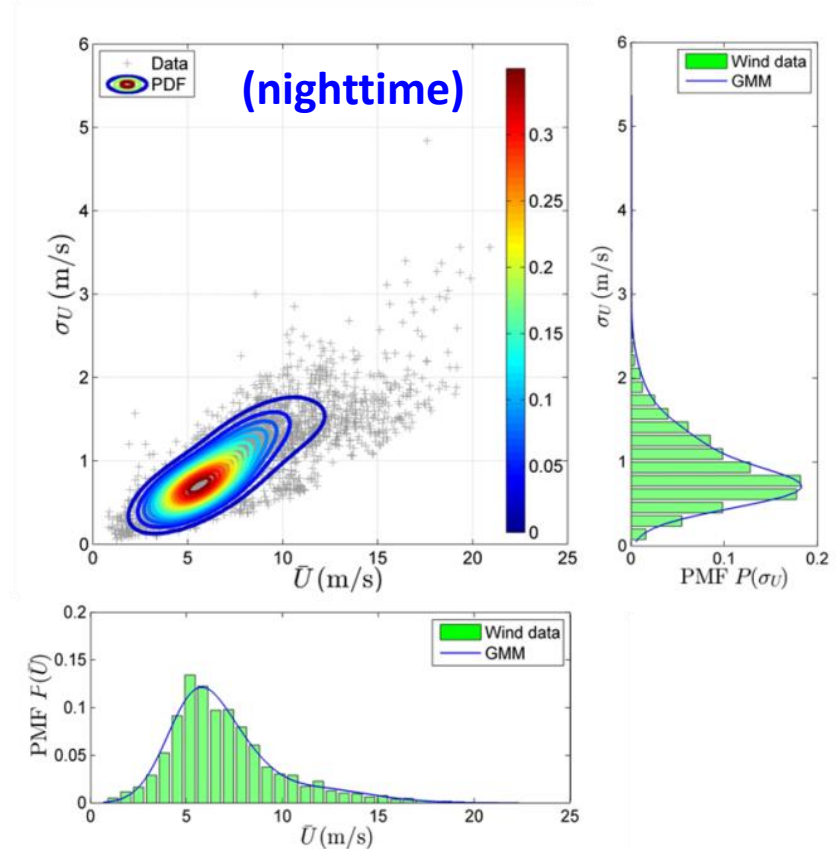 Data
PDF
(nighttime)
6
5
4
3
2
1
0
σ_U (m/s)
0 5 10 15 20 25
Ū (m/s)
0.3
0.25
0.2
0.15
0.1
0.05
0
Wind data
GMM
6
5
4
3
2
1
0
σ_U (m/s)
0 0.1 0.2
PMF P(σ_U)
Wind data
GMM
0.2
0.15
0.1
0.05
0
PMF P(Ū)
0 5 10 15 20 25
Ū (m/s)